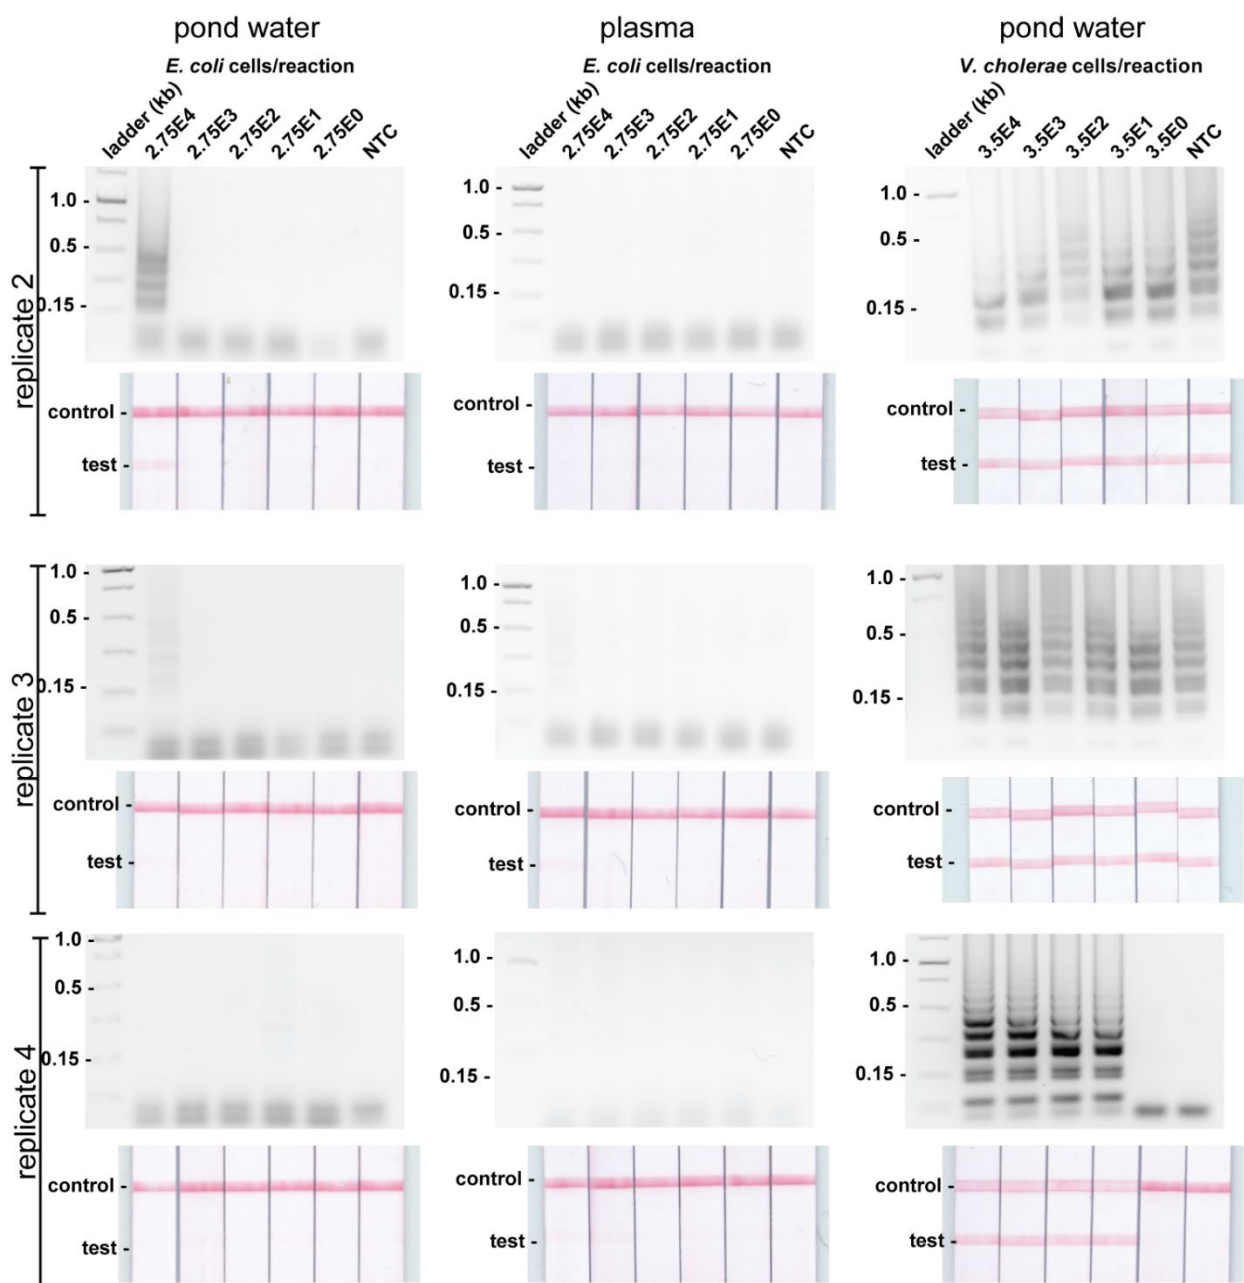 pond water
plasma
pond water
E. coli cells/reaction
E. coli cells/reaction
V. cholerae cells/reaction
ladder (kb)
2.75E4
2.75E3
2.75E2
2.75E1
2.75E0
NTC
ladder (kb)
2.75E4
2.75E3
2.75E2
2.75E1
2.75E0
NTC
ladder (kb)
3.5E4
3.5E3
3.5E2
3.5E1
3.5E0
NTC
replicate 2
1.0 -
0.5 -
0.15 -
control -
test -
1.0 -
0.5 -
0.15 -
control -
test -
1.0 -
0.5 -
0.15 -
control -
test -
replicate 3
1.0 -
0.5 -
0.15 -
control -
test -
1.0 -
0.5 -
0.15 -
control -
test -
1.0 -
0.5 -
0.15 -
control -
test -
replicate 4
1.0 -
0.5 -
0.15 -
control -
test -
1.0 -
0.5 -
0.15 -
control -
test -
1.0 -
0.5 -
0.15 -
control -
test -